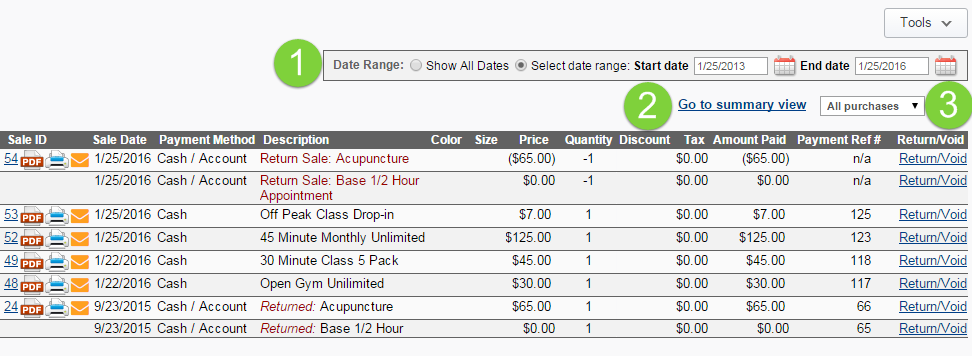 Tools
1 Date Range: Show All Dates Select date range: Start date 1/25/2013 End date 1/25/2016
2 Go to summary view All purchases 3
Sale ID Sale Date Payment Method Description Color Size Price Quantity Discount Tax Amount Paid Payment Ref # Return/Void
54 PDF 1/25/2016 Cash / Account Return Sale: Acupuncture ($65.00) -1 $0.00 ($65.00) n/a Return/Void
1/25/2016 Cash / Account Return Sale: Base 1/2 Hour $0.00 -1 $0.00 $0.00 n/a Return/Void
Appointment
53 PDF 1/25/2016 Cash Off Peak Class Drop-in $7.00 1 $0.00 $7.00 125 Return/Void
52 PDF 1/25/2016 Cash 45 Minute Monthly Unlimited $125.00 1 $0.00 $125.00 123 Return/Void
49 PDF 1/22/2016 Cash 30 Minute Class 5 Pack $45.00 1 $0.00 $45.00 118 Return/Void
48 PDF 1/22/2016 Cash Open Gym Unilimited $30.00 1 $0.00 $30.00 117 Return/Void
24 PDF 9/23/2015 Cash / Account Returned: Acupuncture $65.00 1 $0.00 $65.00 66 Return/Void
9/23/2015 Cash / Account Returned: Base 1/2 Hour $0.00 1 $0.00 $0.00 65 Return/Void